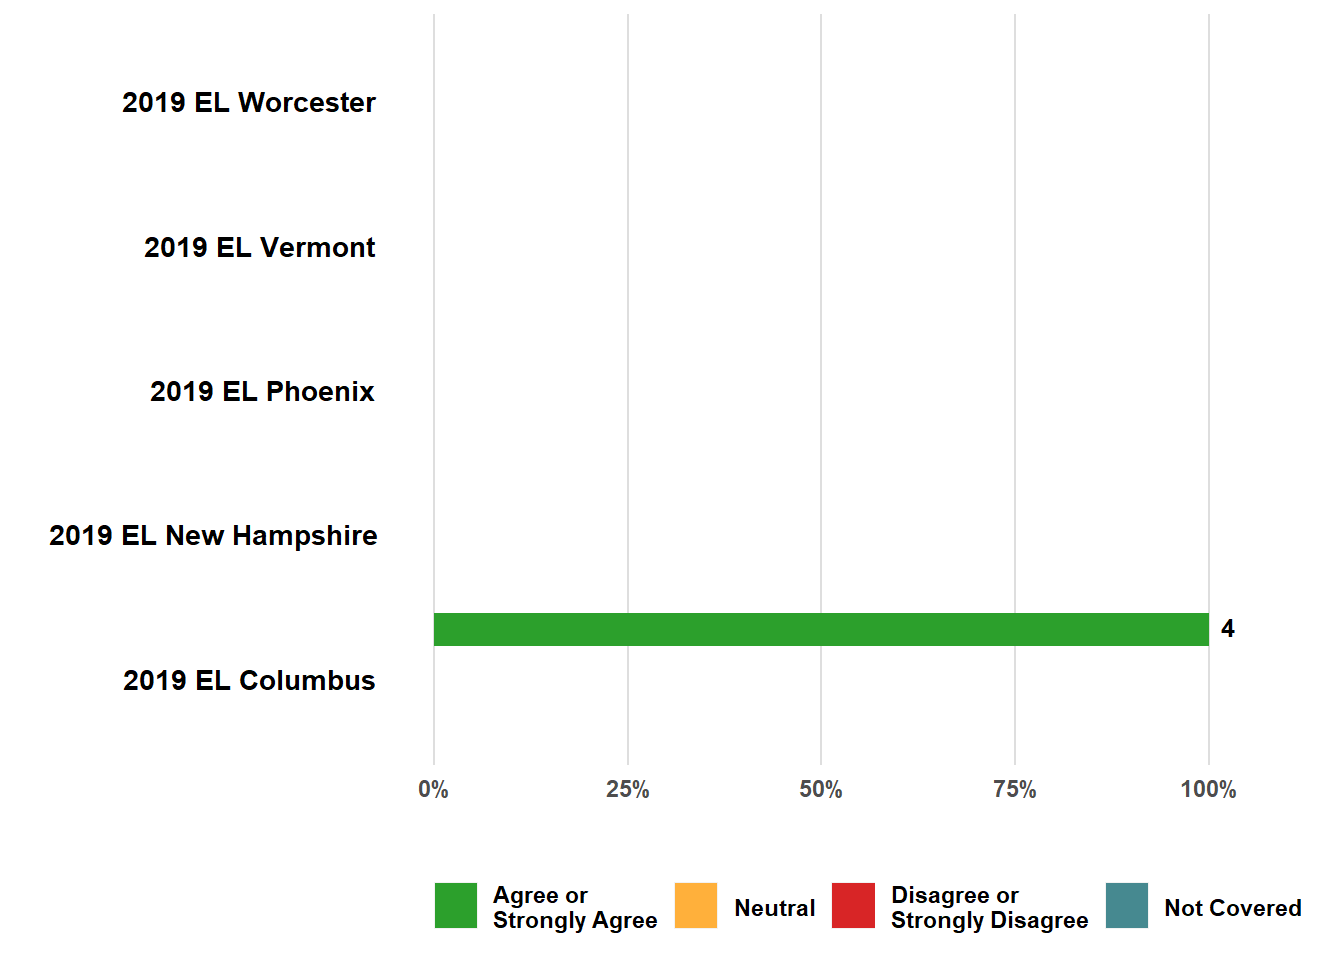 2019 EL Worcester
2019 EL Vermont
2019 EL Phoenix
2019 EL New Hampshire
4
2019 EL Columbus
0% 25% 50% 75% 100%
Agree or
Strongly Agree
Neutral
Disagree or
Strongly Disagree
Not Covered